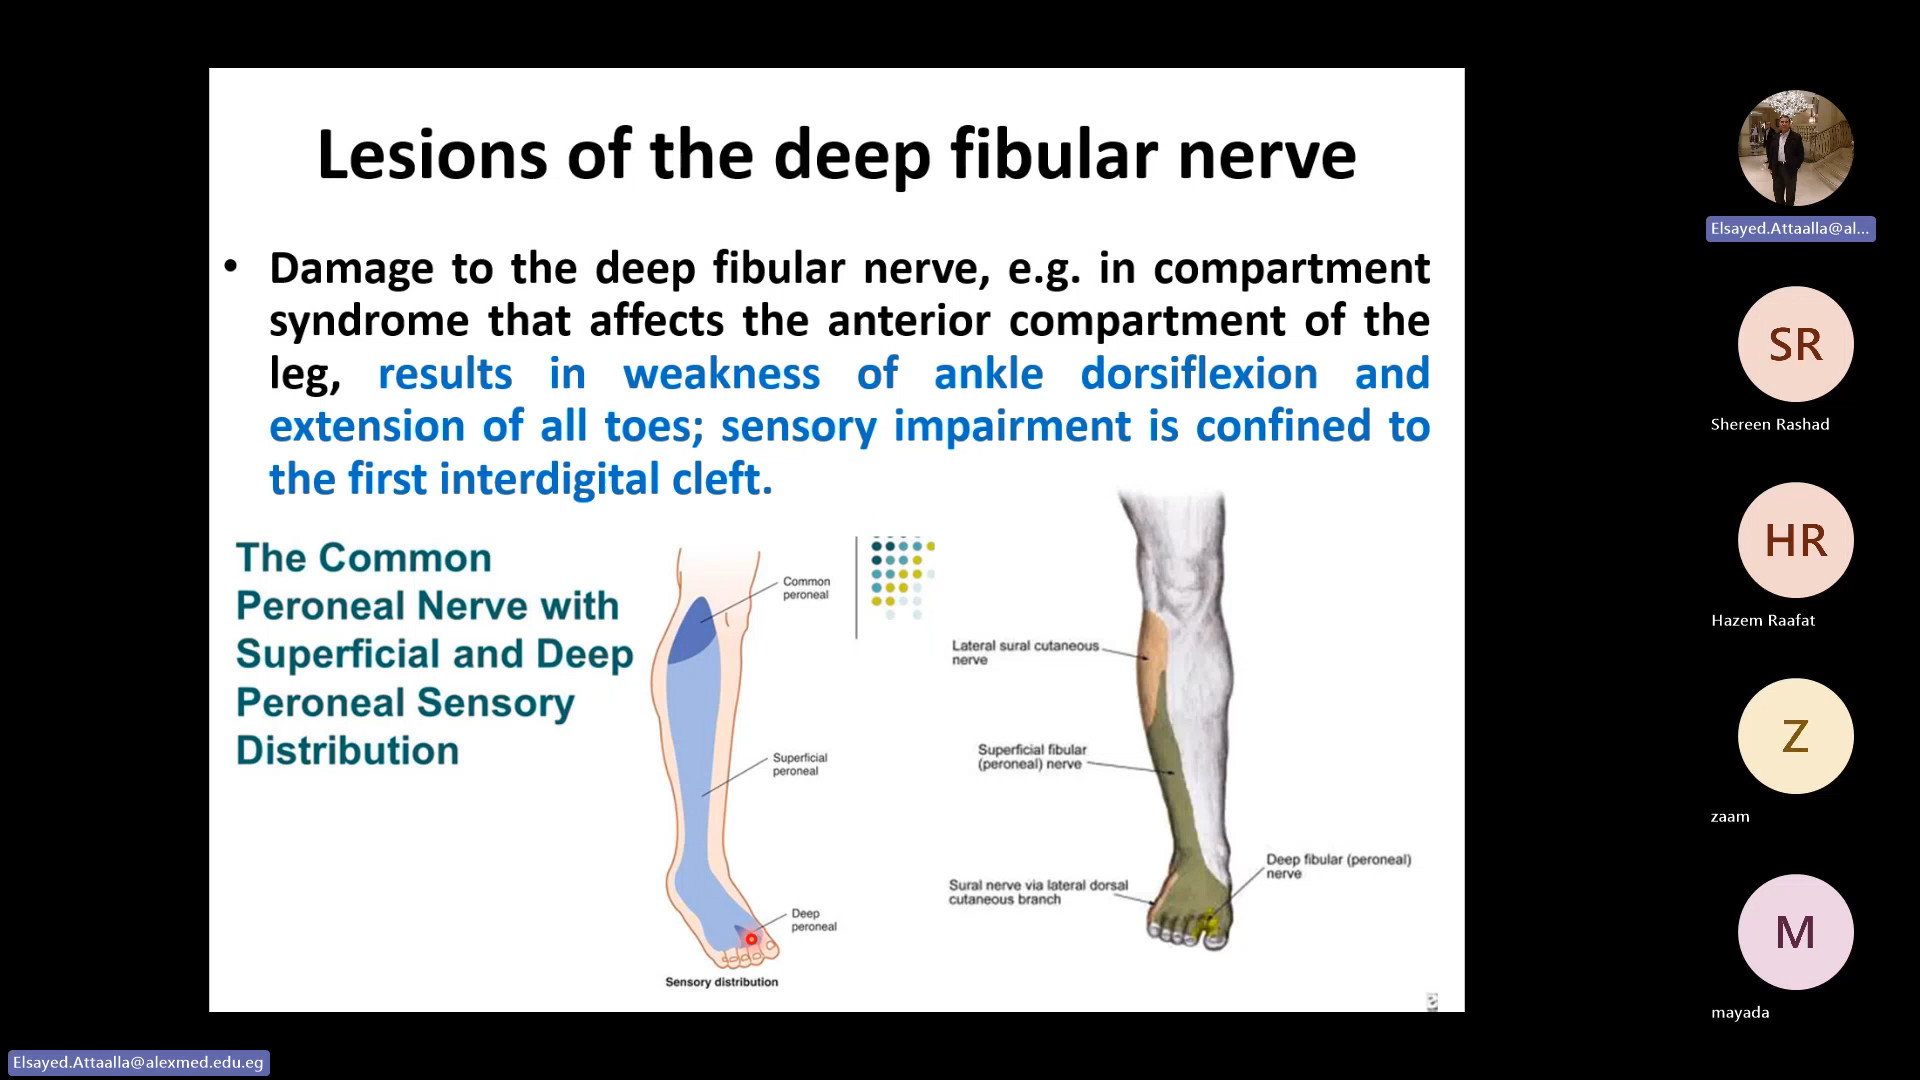 Lesions of the deep fibular nerve
• Damage to the deep fibular nerve, e.g. in compartment
syndrome that affects the anterior compartment of the
leg, results in weakness of ankle dorsiflexion and
extension of all toes; sensory impairment is confined to
the first interdigital cleft.
The Common
Peroneal Nerve with
Superficial and Deep
Peroneal Sensory
Distribution
Common
peroneal
Superficial
peroneal
Deep
peroneal
Sensory distribution
Lateral sural cutaneous
nerve
Superficial fibular
(peroneal) nerve
Sural nerve via lateral dorsal
cutaneous branch
Deep fibular (peroneal)
nerve
Elsayed.Attaalla@al...
SR
Shereen Rashad
HR
Hazem Raafat
Z
zaam
M
mayada
Elsayed.Attaalla@alexmed.edu.eg